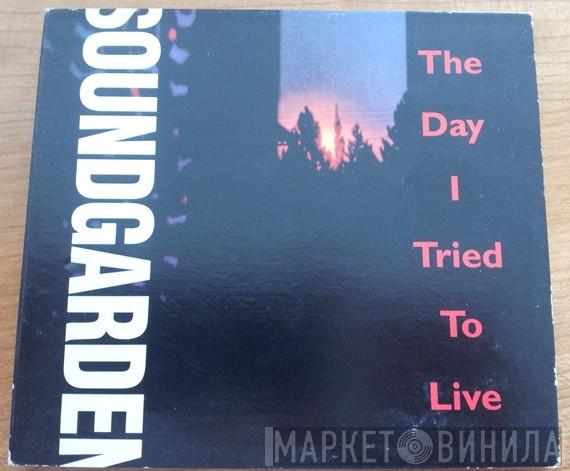 SOUNDGARDEN
The
Day
I
Tried
To
Live
МАРКЕТ ВИНИЛА